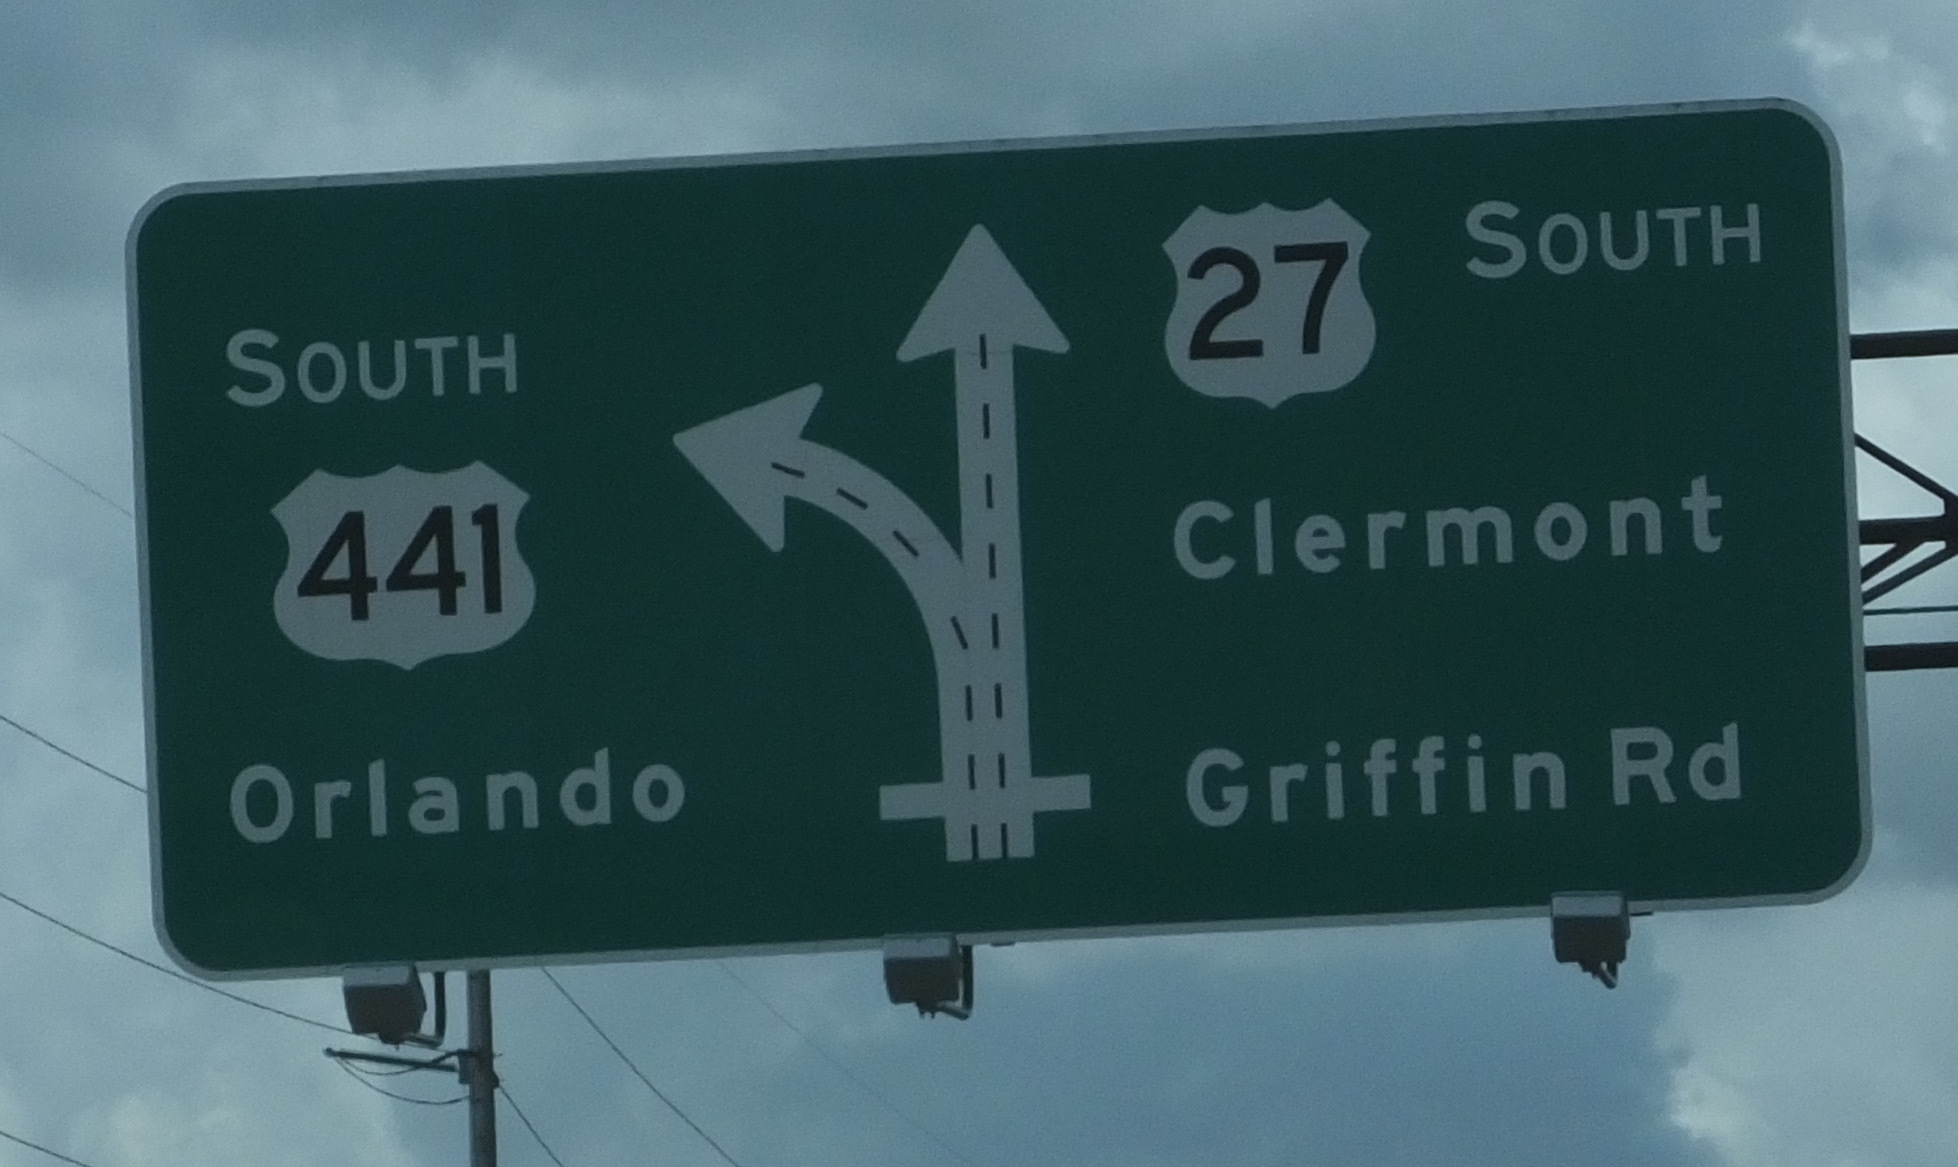 SOUTH
441
Orlando
27 SOUTH
Clermont
Griffin Rd